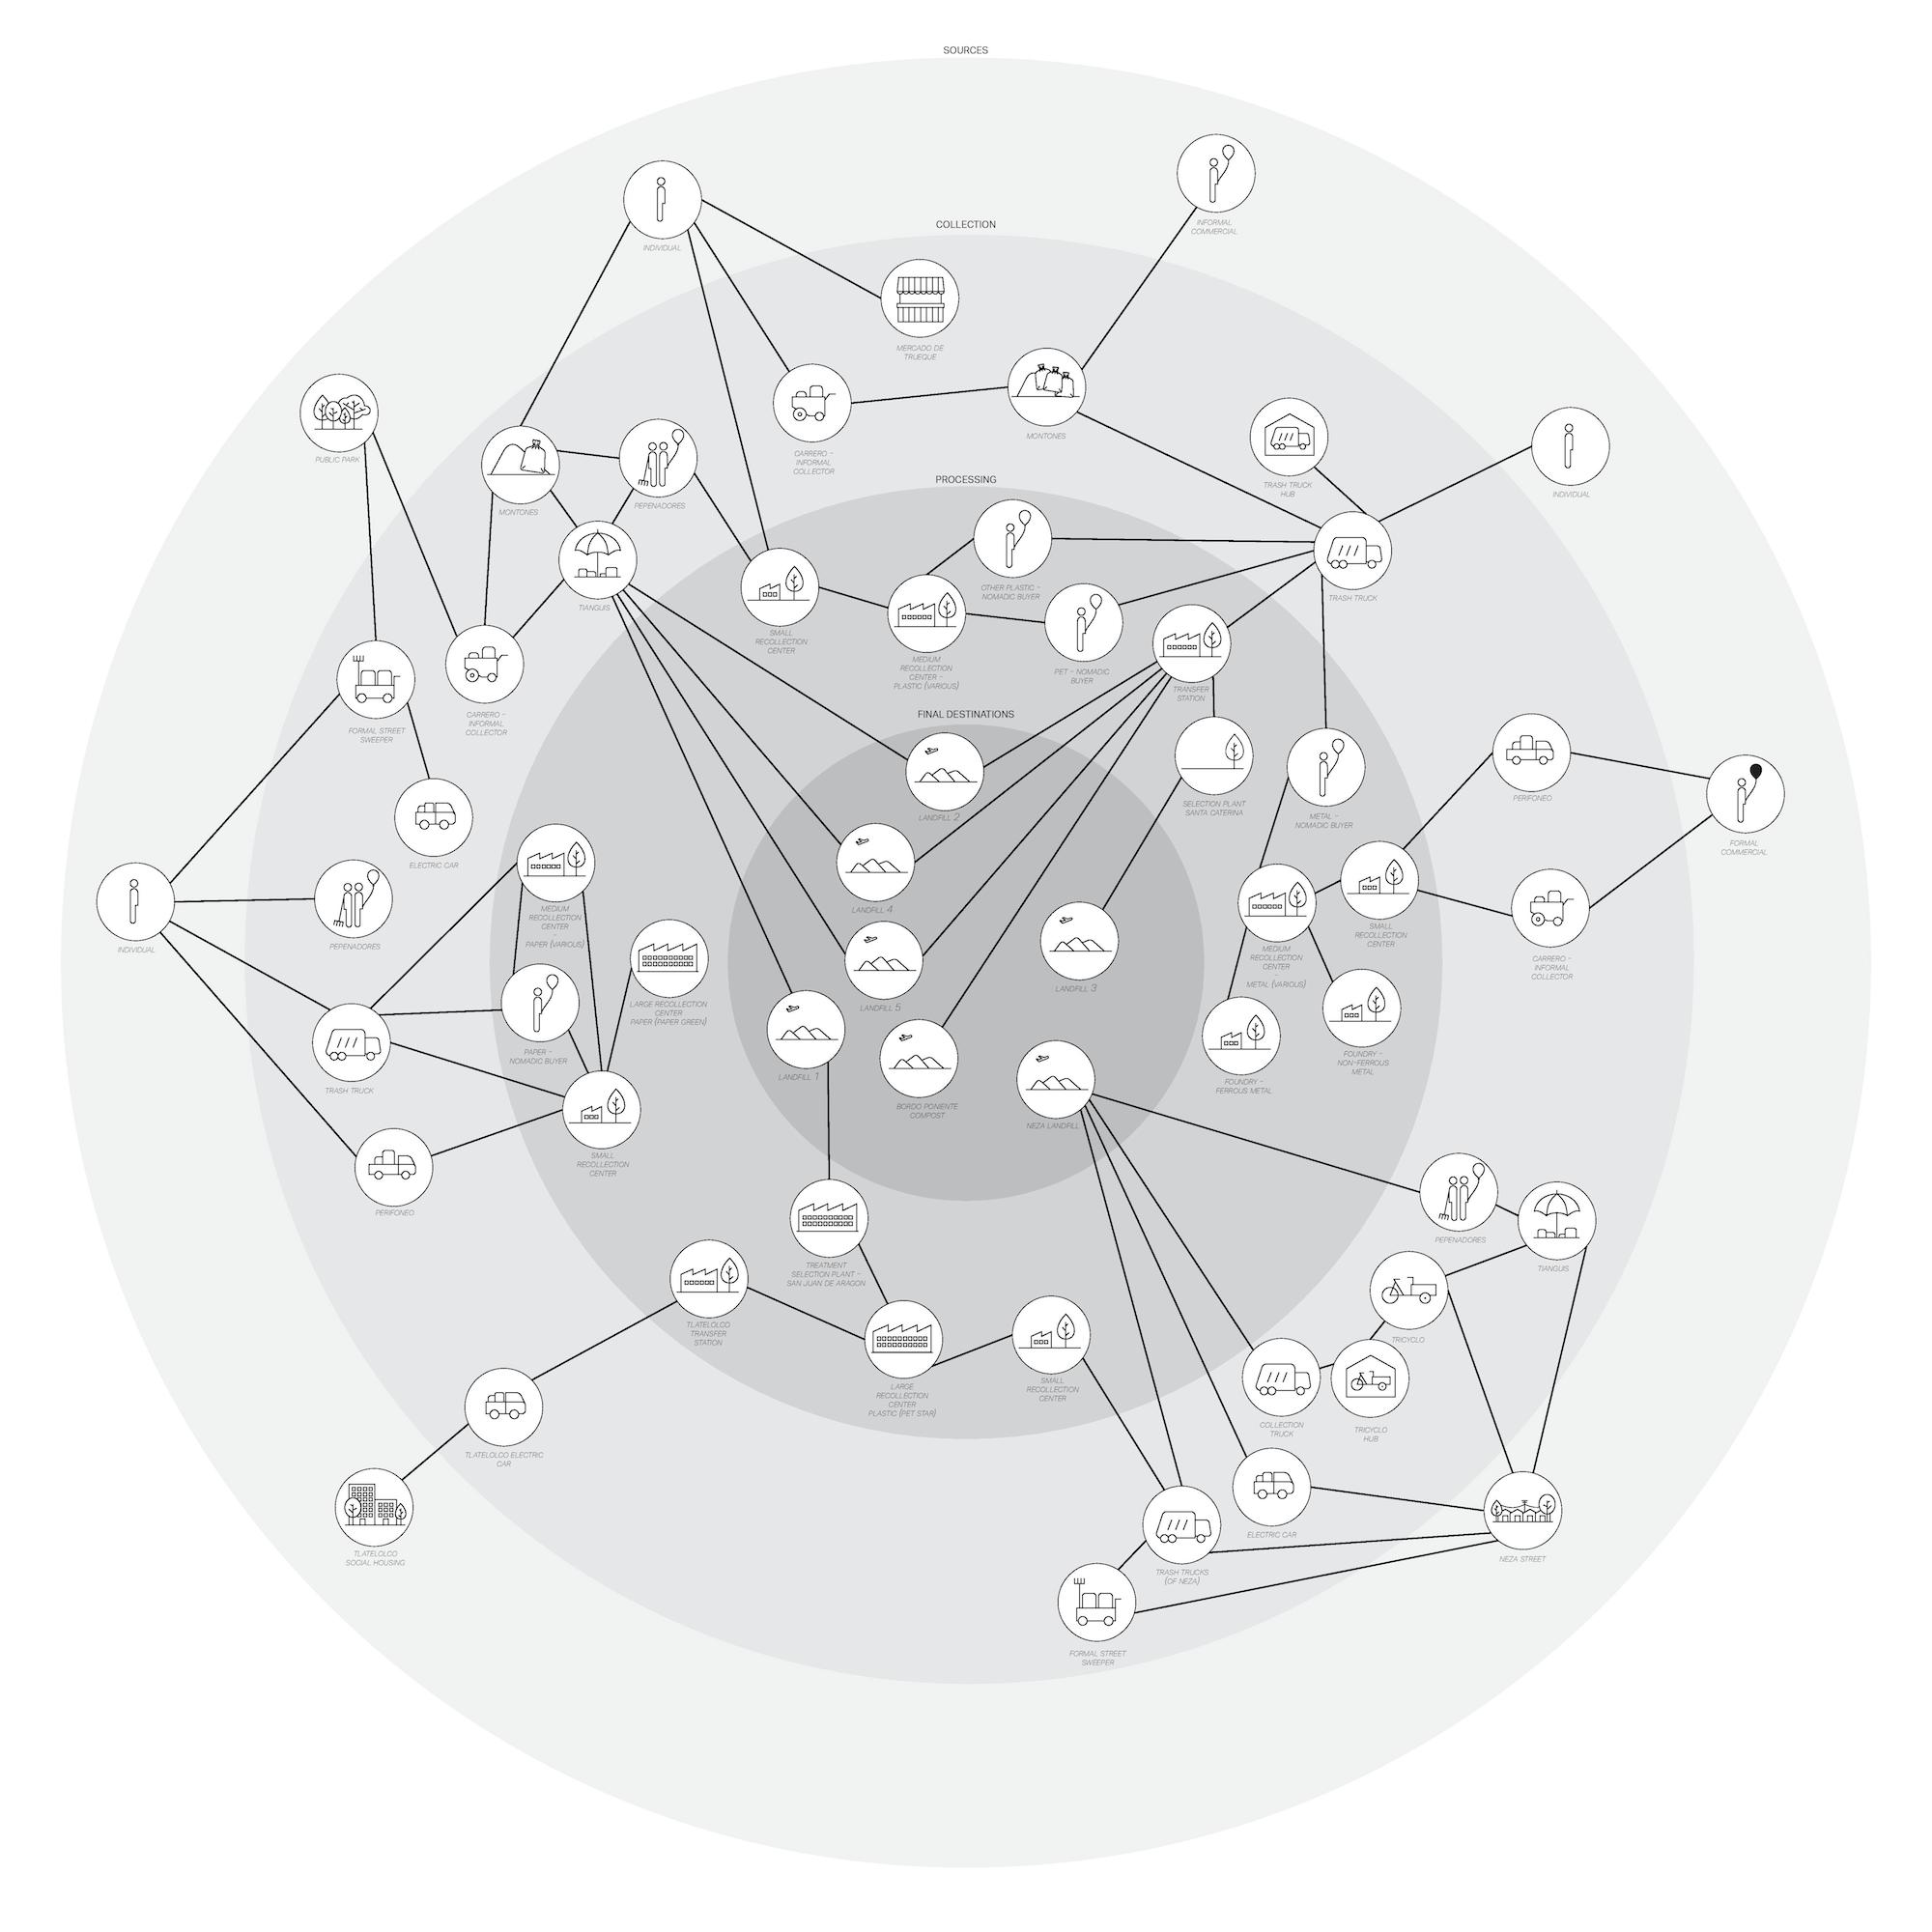 SOURCES
INFORMAL
COMMERCIAL
COLLECTION
INDIVIDUAL
MERCADO DE
TRUEQUE
MONTONES
CARRERO -
INFORMAL
COLLECTOR
PUBLIC PARK
TRASH TRUCK
HUB
INDIVIDUAL
PROCESSING
MONTONES
PEPENADORES
OTHER PLASTIC -
NOMADIC BUYER
TRASH TRUCK
TIANGUIS
SMALL
RECOLLECTION
CENTER
MEDIUM
RECOLLECTION
CENTER -
PLASTIC (VARIOUS)
PET - NOMADIC
BUYER
TRANSFER
STATION
FINAL DESTINATIONS
CARRERO -
INFORMAL
COLLECTOR
FORMAL STREET
SWEEPER
LANDFILL 2
SELECTION PLANT
SANTA CATERINA
METAL -
NOMADIC BUYER
PERIFONEO
FORMAL
COMMERCIAL
ELECTRIC CAR
LANDFILL 4
MEDIUM
RECOLLECTION
CENTER
-
PAPER (VARIOUS)
SMALL
RECOLLECTION
CENTER
INDIVIDUAL
PEPENADORES
MEDIUM
RECOLLECTION
CENTER
-
METAL (VARIOUS)
CARRERO -
INFORMAL
COLLECTOR
LANDFILL 3
LARGE RECOLLECTION
CENTER
PAPER (PAPER GREEN)
LANDFILL 5
PAPER -
NOMADIC BUYER
FOUNDRY -
NON-FERROUS
METAL
LANDFILL 1
FOUNDRY -
FERROUS METAL
TRASH TRUCK
BORDO PONIENTE
COMPOST
NEZA LANDFILL
SMALL
RECOLLECTION
CENTER
PERIFONEO
PEPENADORES
TREATMENT
SELECTION PLANT -
SAN JUAN DE ARAGON
TIANGUIS
TLATELOLCO
TRANSFER
STATION
TRICYCLO
LARGE
RECOLLECTION
CENTER
PLASTIC (PET STAR)
SMALL
RECOLLECTION
CENTER
COLLECTION
TRUCK
TRICYCLO
HUB
TLATELOLCO ELECTRIC
CAR
ELECTRIC CAR
TLATELOLCO
SOCIAL HOUSING
NEZA STREET
TRASH TRUCKS
(OF NEZA)
FORMAL STREET
SWEEPER